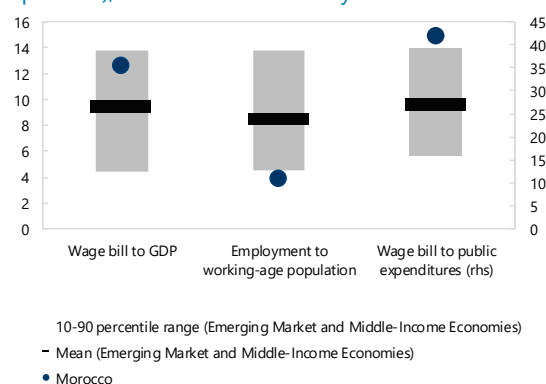 16 45
14 40
12 35
10 30
8 25
6 20
4 15
2 10
0 5
0
Wage bill to GDP Employment to Wage bill to public
working-age population expenditures (rhs)
10-90 percentile range (Emerging Market and Middle-Income Economies)
Mean (Emerging Market and Middle-Income Economies)
Morocco